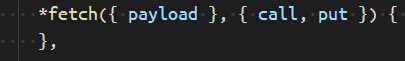 *fetch({ payload }, { call, put }) {
},